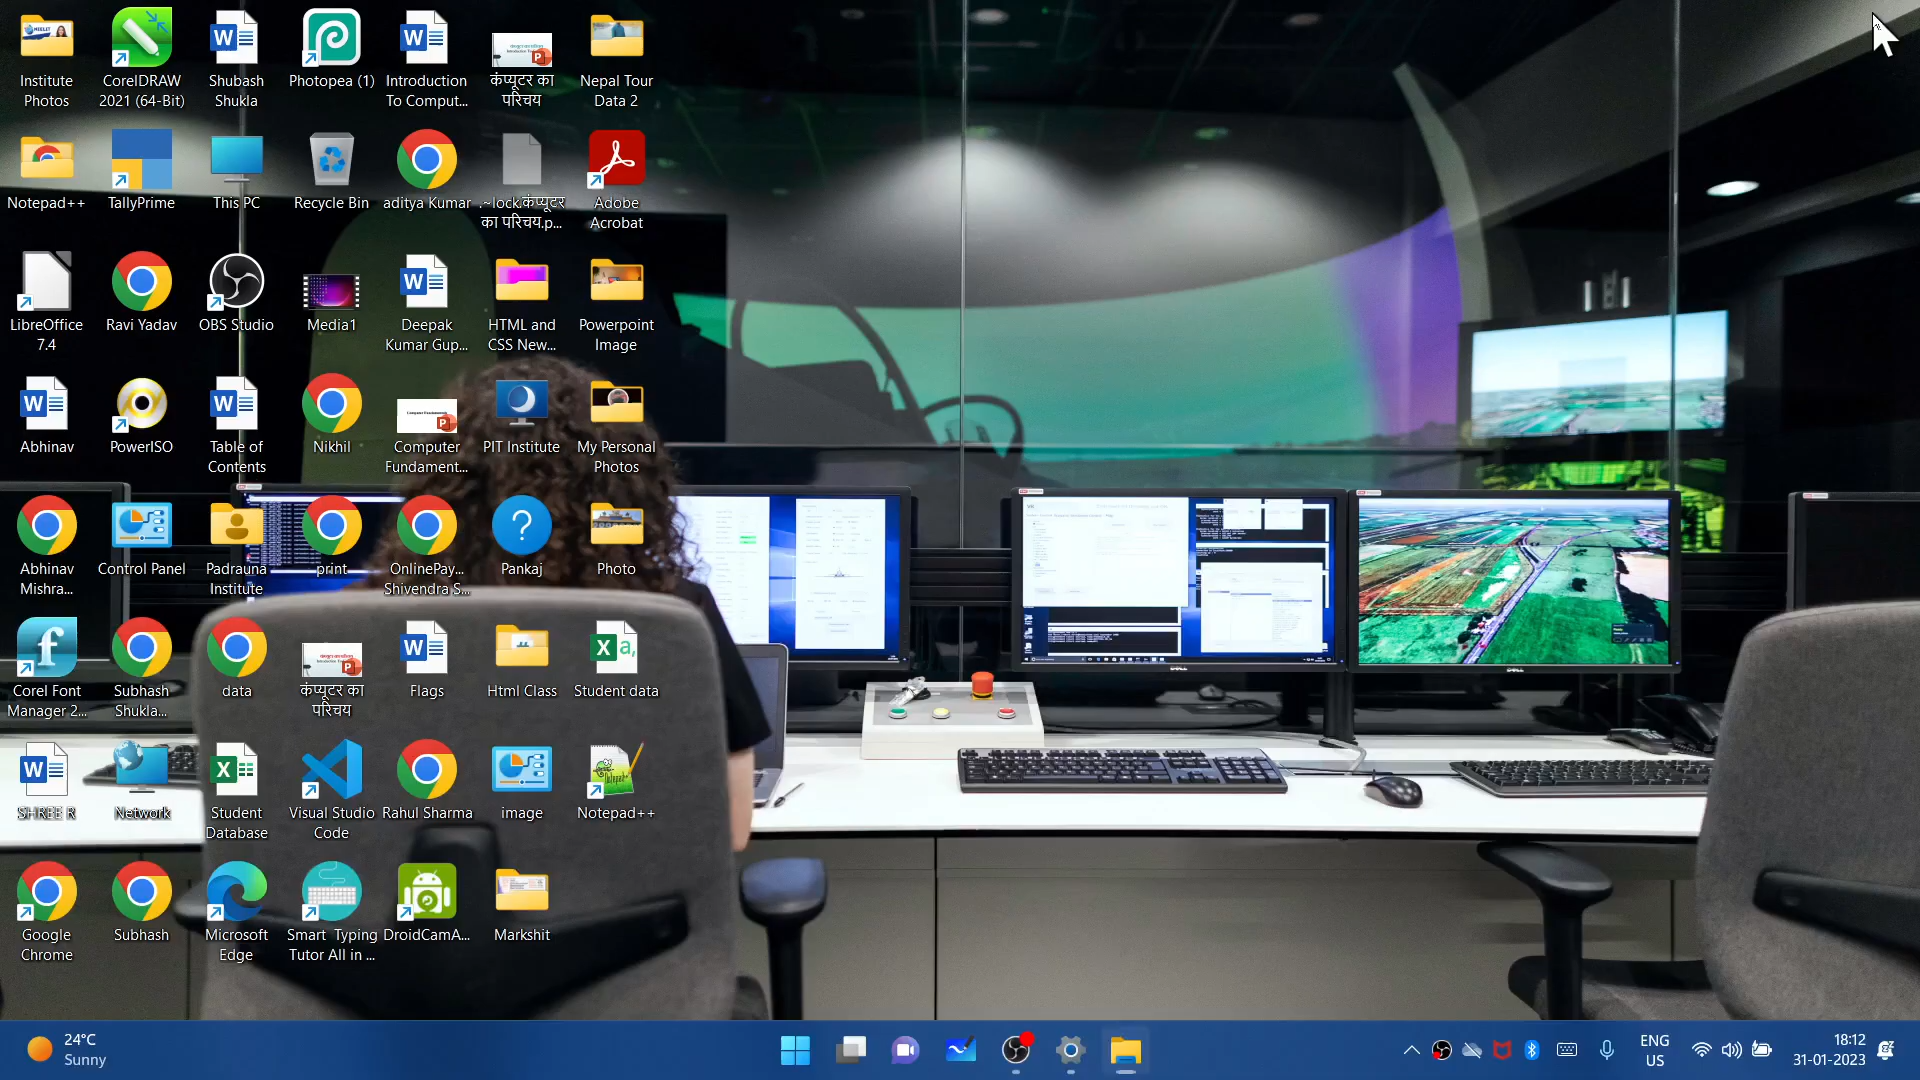 Institute
Photos
CorelDRAW
2021 (64-Bit)
Shubash
Shukla
Photopea (1)
Introduction
To Comput...
कंप्यूटर का
परिचय
Nepal Tour
Data 2
Notepad++
TallyPrime
This PC
Recycle Bin
aditya Kumar
.~lock.कंप्यूटर
का परिचय.p...
Adobe
Acrobat
LibreOffice
7.4
Ravi Yadav
OBS Studio
Media1
Deepak
Kumar Gup...
HTML and
CSS New...
Powerpoint
Image
Abhinav
PowerISO
Table of
Contents
Nikhil
Computer
Fundament...
PIT Institute
My Personal
Photos
Abhinav
Mishra...
Control Panel
Padrauna
Institute
print
OnlinePay...
Shivendra S...
Pankaj
Photo
Corel Font
Manager 2...
Subhash
Shukla...
data
कंप्यूटर का
परिचय
Flags
Html Class
Student data
SHREE R
Network
Student
Database
Visual Studio
Code
Rahul Sharma
image
Notepad++
Google
Chrome
Subhash
Microsoft
Edge
Smart Typing
Tutor All in ...
DroidCamA...
Markshit
24°C
Sunny
ENG
US
18:12
31-01-2023